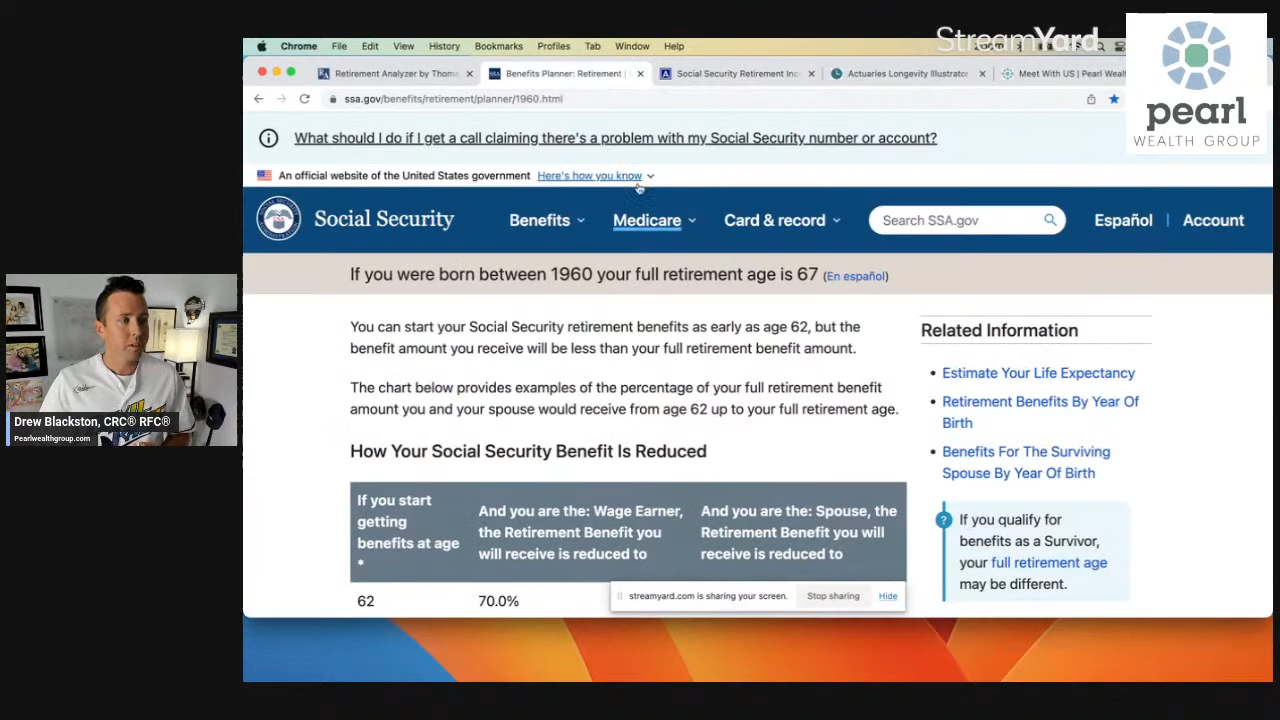 StreamYard
pearl
WEALTH GROUP
Chrome File Edit View History Bookmarks Profiles Tab Window Help
Retirement Analyzer by Thoma
Benefits Planner: Retirement |
Social Security Retirement Inc
Actuaries Longevity Illustrator
Meet With US | Pearl Wealt
ssa.gov/benefits/retirement/planner/1960.html
What should I do if I get a call claiming there's a problem with my Social Security number or account?
An official website of the United States government Here's how you know
Social Security Benefits Medicare Card & record Search SSA.gov Español Account
If you were born between 1960 your full retirement age is 67 (En español)
You can start your Social Security retirement benefits as early as age 62, but the
benefit amount you receive will be less than your full retirement benefit amount.
The chart below provides examples of the percentage of your full retirement benefit
amount you and your spouse would receive from age 62 up to your full retirement age.
How Your Social Security Benefit Is Reduced
If you start
getting
benefits at age
*
And you are the: Wage Earner,
the Retirement Benefit you
will receive is reduced to
And you are the: Spouse, the
Retirement Benefit you will
receive is reduced to
62 70.0%
Related Information
Estimate Your Life Expectancy
Retirement Benefits By Year Of
Birth
Benefits For The Surviving
Spouse By Year Of Birth
If you qualify for
benefits as a Survivor,
your full retirement age
may be different.
streamyard.com is sharing your screen. Stop sharing Hide
Drew Blackston, CRC® RFC®
Pearlwealthgroup.com